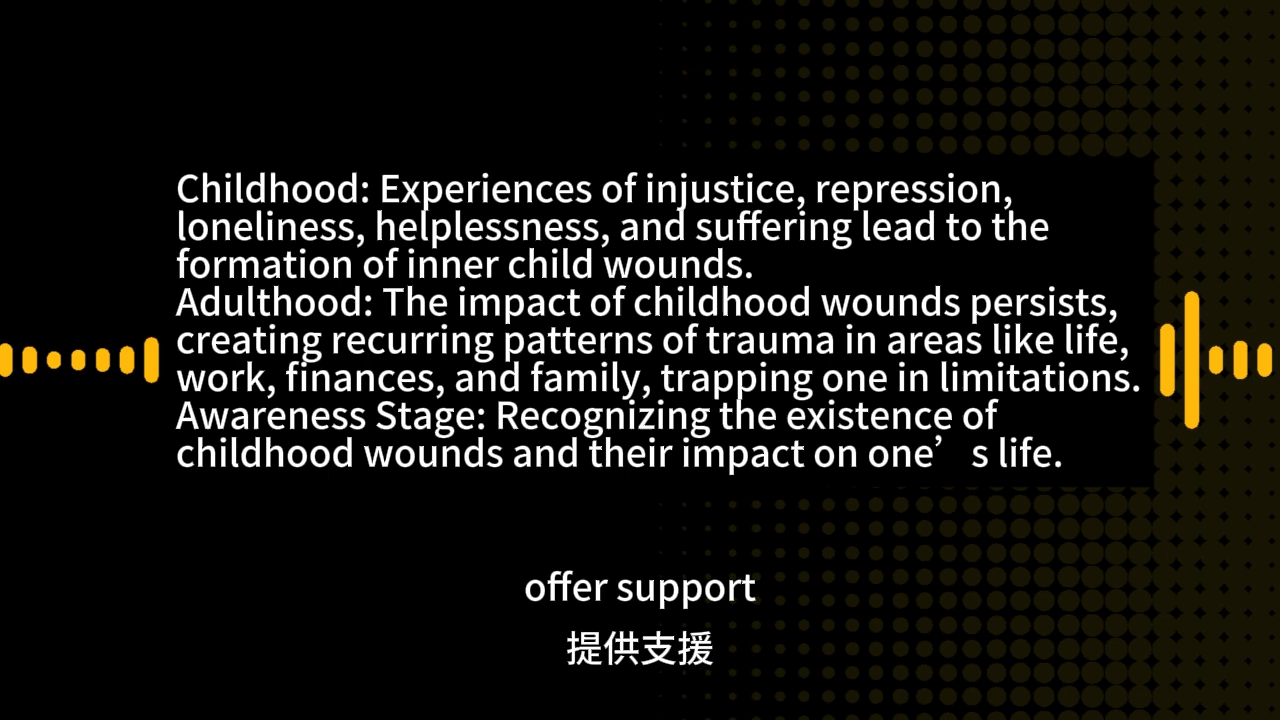 Childhood: Experiences of injustice, repression,
loneliness, helplessness, and suffering lead to the
formation of inner child wounds.
Adulthood: The impact of childhood wounds persists,
creating recurring patterns of trauma in areas like life,
work, finances, and family, trapping one in limitations.
Awareness Stage: Recognizing the existence of
childhood wounds and their impact on one’s life.
offer support
提供支援